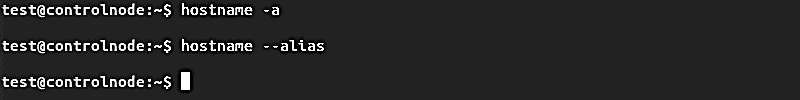 test@controlnode:~$ hostname -a
test@controlnode:~$ hostname --alias
test@controlnode:~$